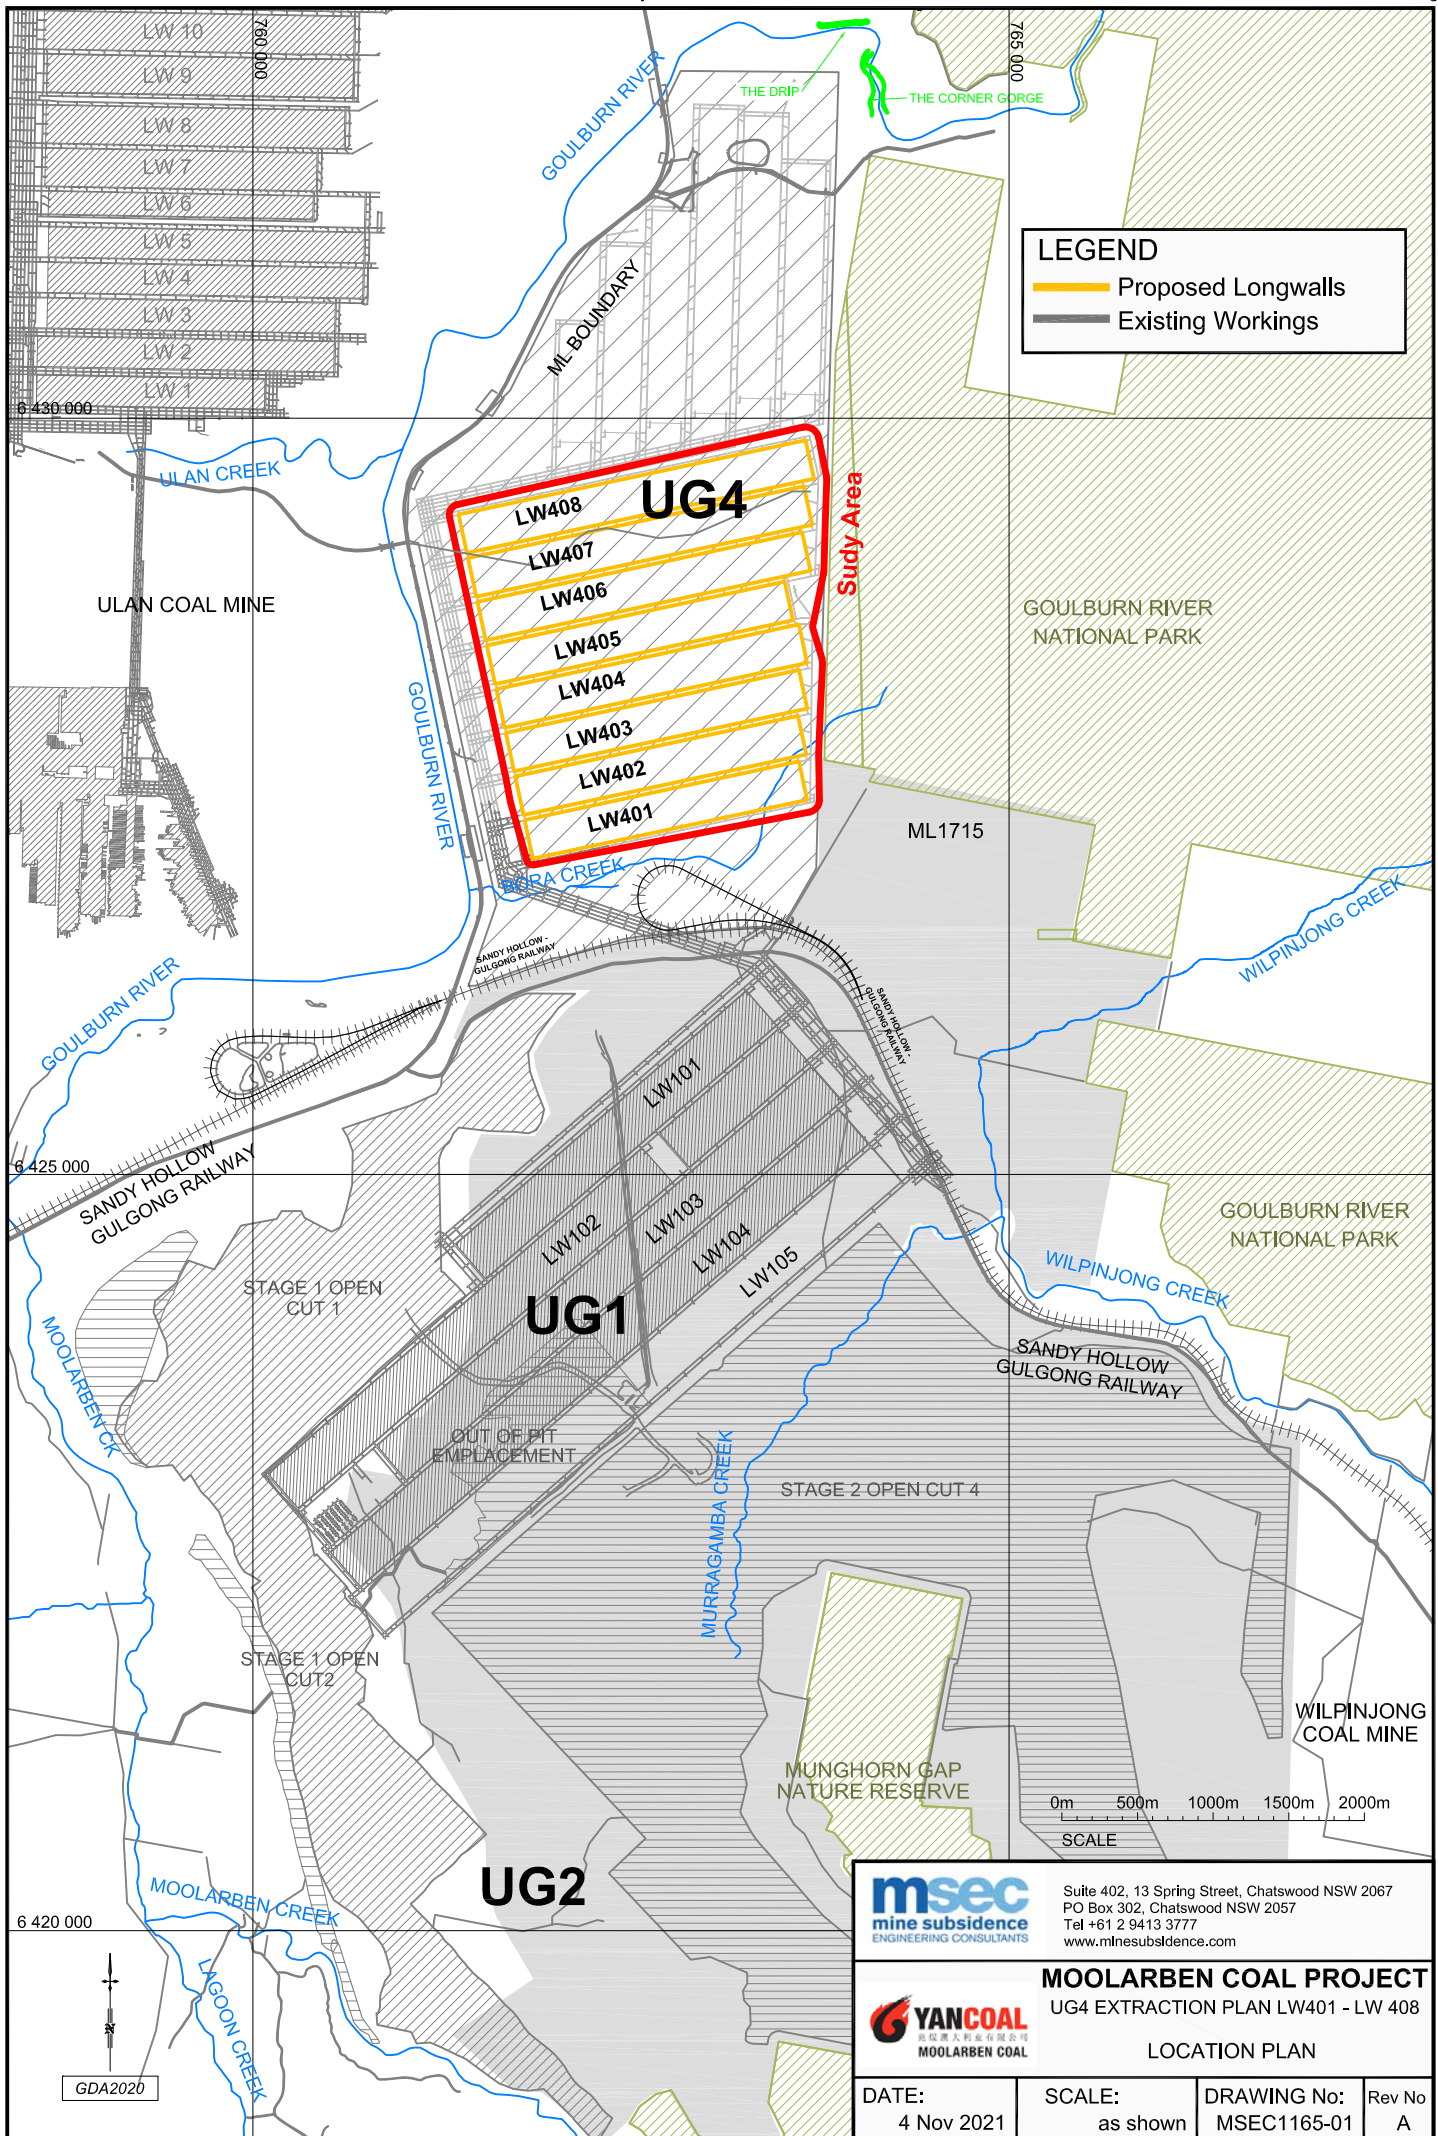 LW 10
LW 9
LW 8
LW 7
LW 6
LW 5
LW 4
LW 3
LW 2
LW 1
760 000
765 000
GOULBURN RIVER
THE DRIP
THE CORNER GORGE
LEGEND
Proposed Longwalls
Existing Workings
ML BOUNDARY
6 430 000
ULAN CREEK
ULAN COAL MINE
UG4
LW408
LW407
LW406
LW405
LW404
LW403
LW402
LW401
Sudy Area
GOULBURN RIVER
NATIONAL PARK
GOULBURN RIVER
ML1715
BORA CREEK
WILPINJONG CREEK
SANDY HOLLOW -
GULGONG RAILWAY
GOULBURN RIVER
SANDY HOLLOW -
GULGONG RAILWAY
LW101
6 425 000
SANDY HOLLOW
GULGONG RAILWAY
LW102
LW103
LW104
LW105
GOULBURN RIVER
NATIONAL PARK
WILPINJONG CREEK
STAGE 1 OPEN
CUT 1
UG1
MOOLARBEN CK
SANDY HOLLOW
GULGONG RAILWAY
OUT OF PIT
EMPLACEMENT
MURRAGAMBA CREEK
STAGE 2 OPEN CUT 4
STAGE 1 OPEN
CUT2
WILPINJONG
COAL MINE
MUNGHORN GAP
NATURE RESERVE
0m 500m 1000m 1500m 2000m
SCALE
UG2
MOOLARBEN CREEK
6 420 000
LAGOON CREEK
N
GDA2020
msec
mine subsidence
ENGINEERING CONSULTANTS
Suite 402, 13 Spring Street, Chatswood NSW 2067
PO Box 302, Chatswood NSW 2057
Tel +61 2 9413 3777
www.minesubsidence.com
YANCOAL
兖煤澳大利亚有限公司
MOOLARBEN COAL
MOOLARBEN COAL PROJECT
UG4 EXTRACTION PLAN LW401 - LW 408
LOCATION PLAN
DATE:
4 Nov 2021
SCALE:
as shown
DRAWING No:
MSEC1165-01
Rev No
A